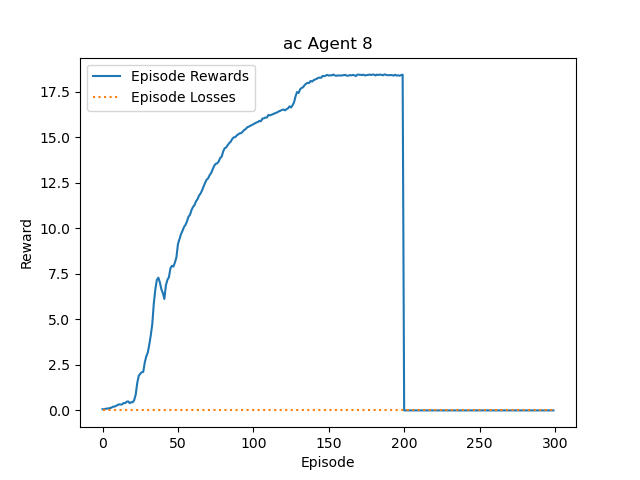 ac Agent 8
Episode Rewards
Episode Losses
17.5
15.0
12.5
10.0
7.5
5.0
2.5
0.0
Reward
0 50 100 150 200 250 300
Episode